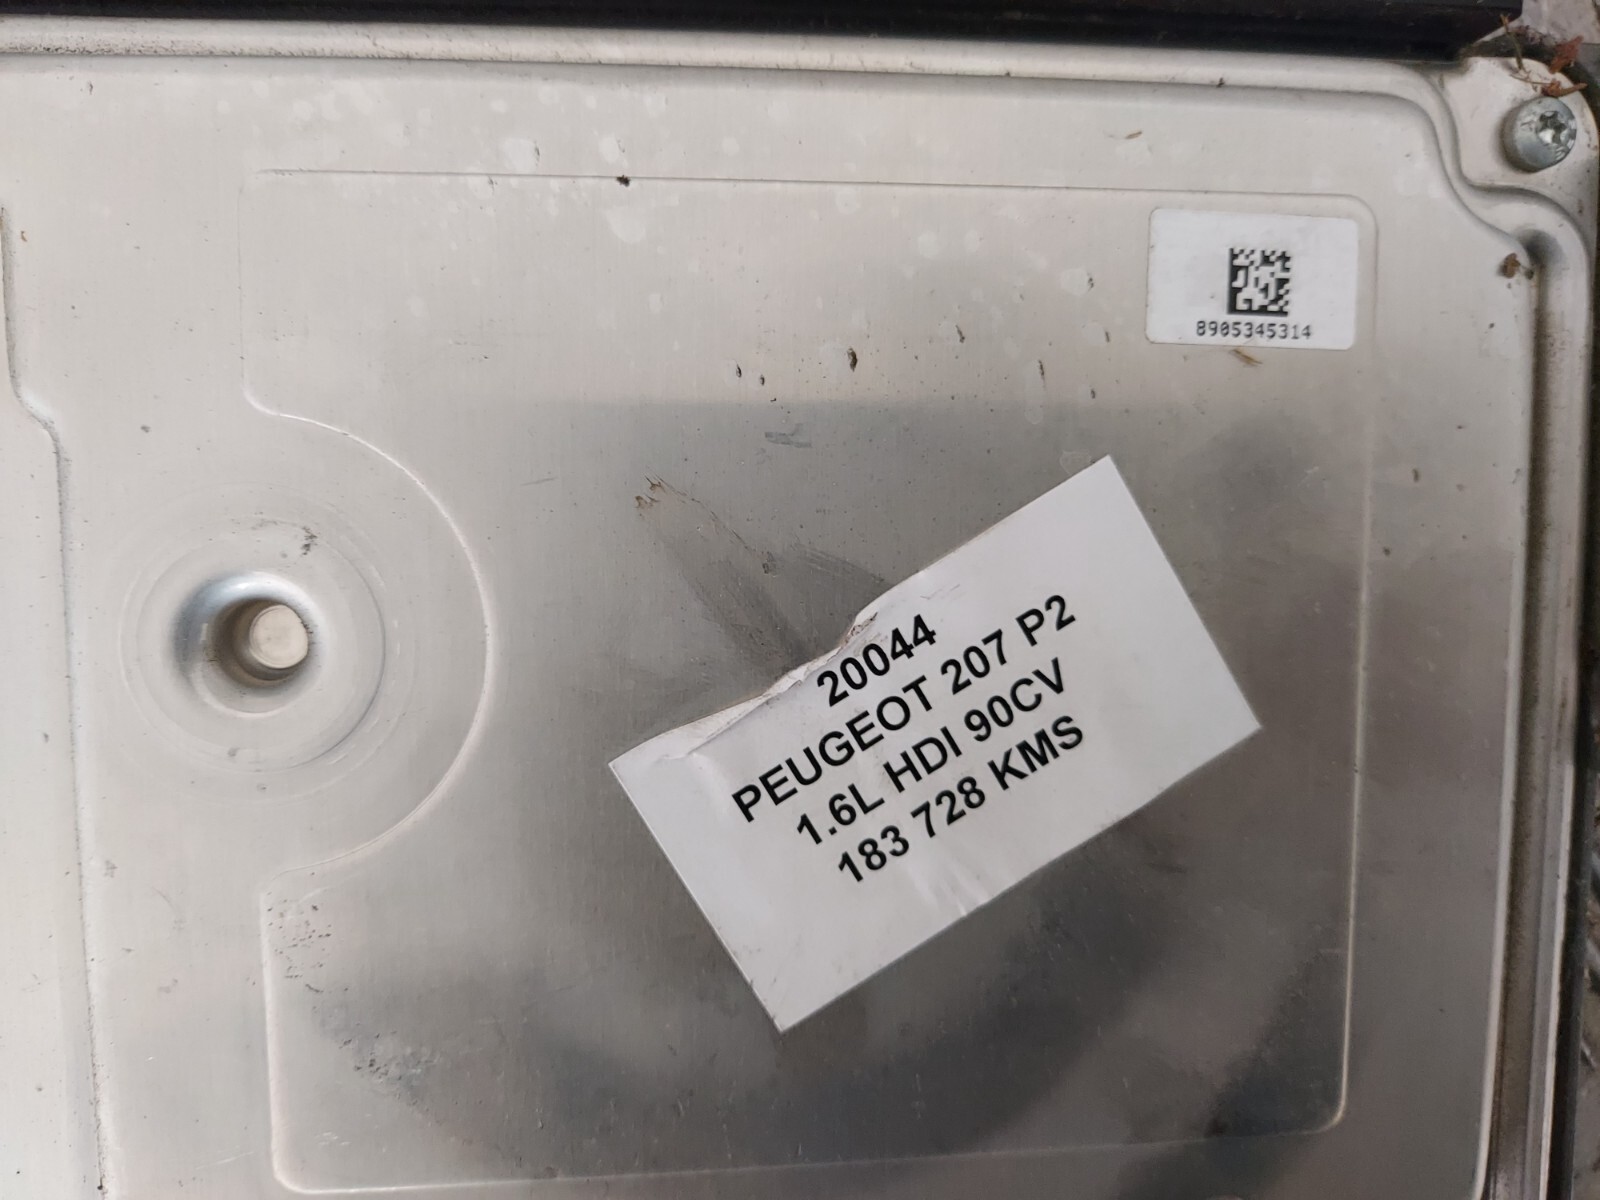 8905345314
20044
PEUGEOT 207 P2
1.6L HDI 90CV
183 728 KMS